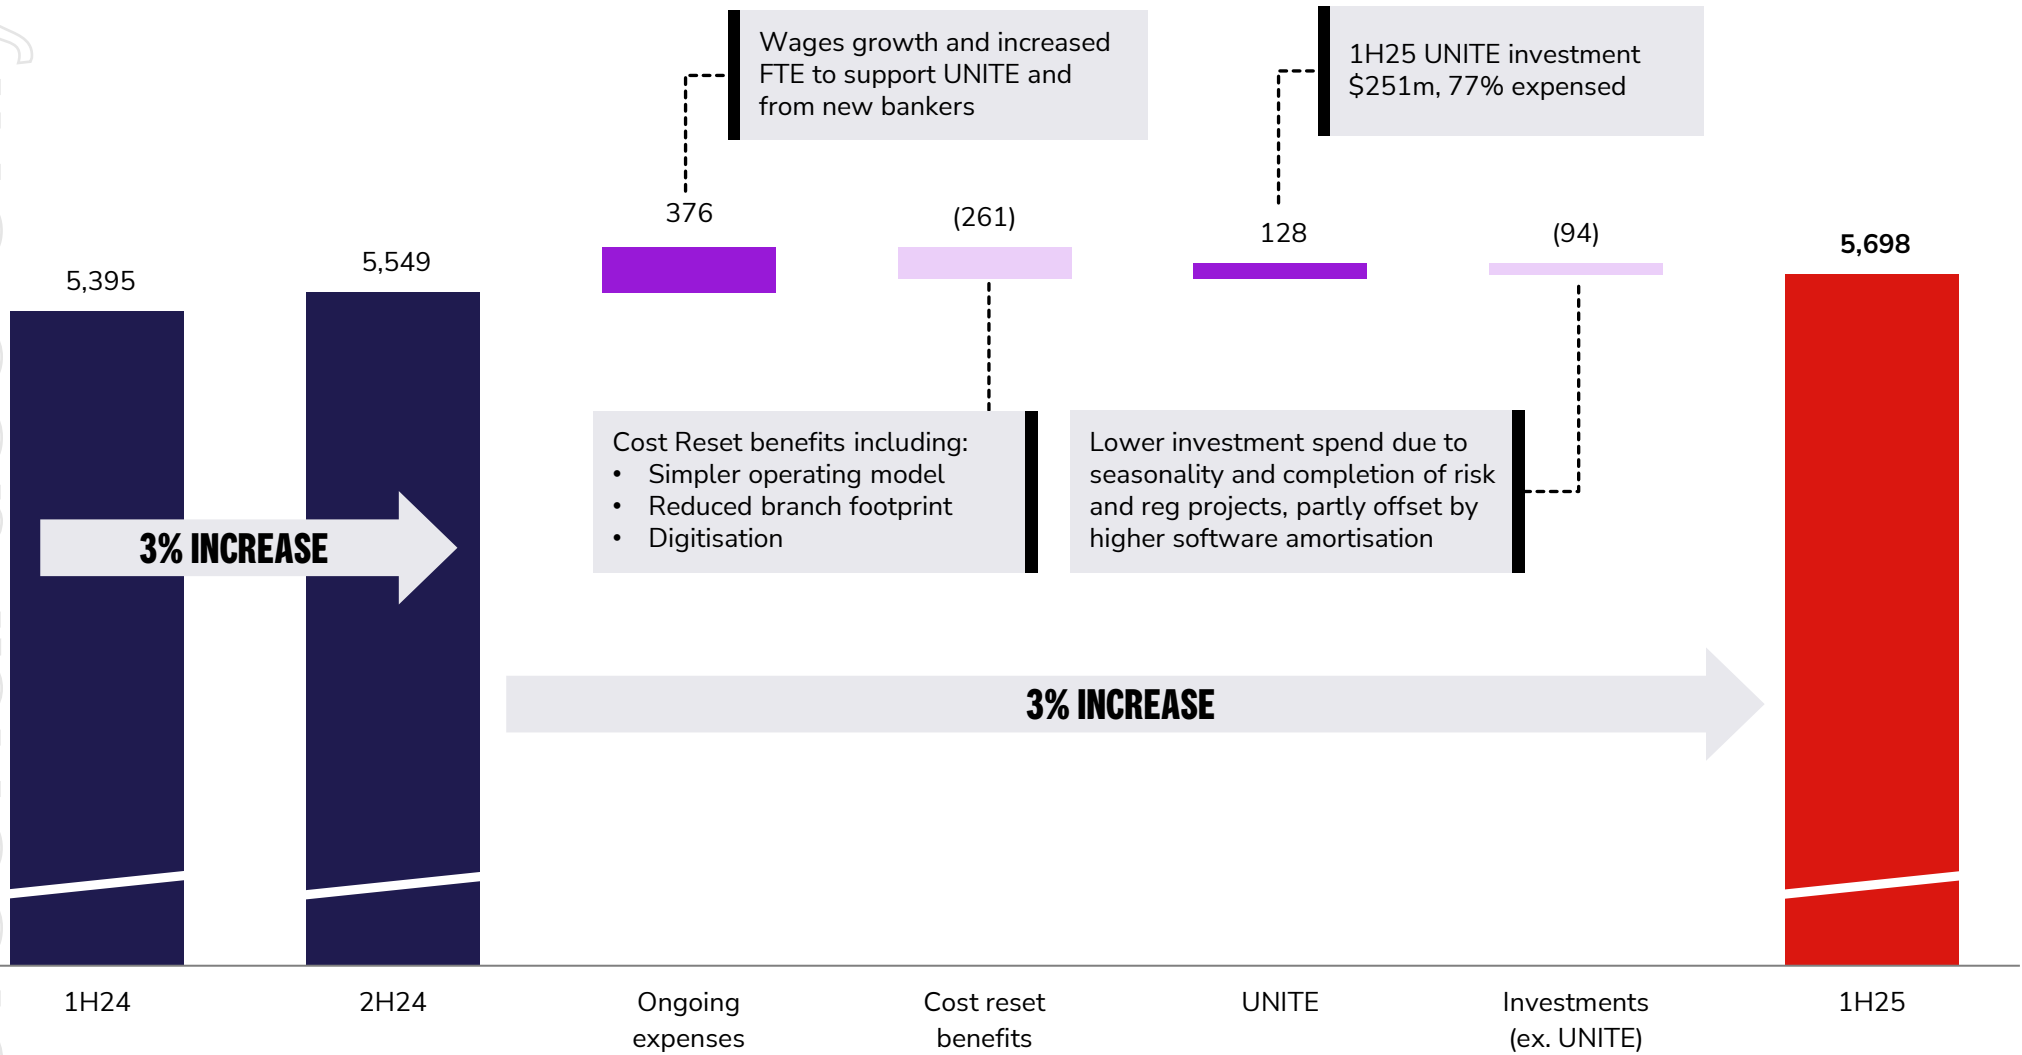 Wages growth and increased
FTE to support UNITE and
from new bankers
1H25 UNITE investment
$251m, 77% expensed
5,395
5,549
376
(261)
128
(94)
5,698
Cost Reset benefits including:
• Simpler operating model
• Reduced branch footprint
• Digitisation
Lower investment spend due to
seasonality and completion of risk
and reg projects, partly offset by
higher software amortisation
3% INCREASE
3% INCREASE
1H24
2H24
Ongoing
expenses
Cost reset
benefits
UNITE
Investments
(ex. UNITE)
1H25